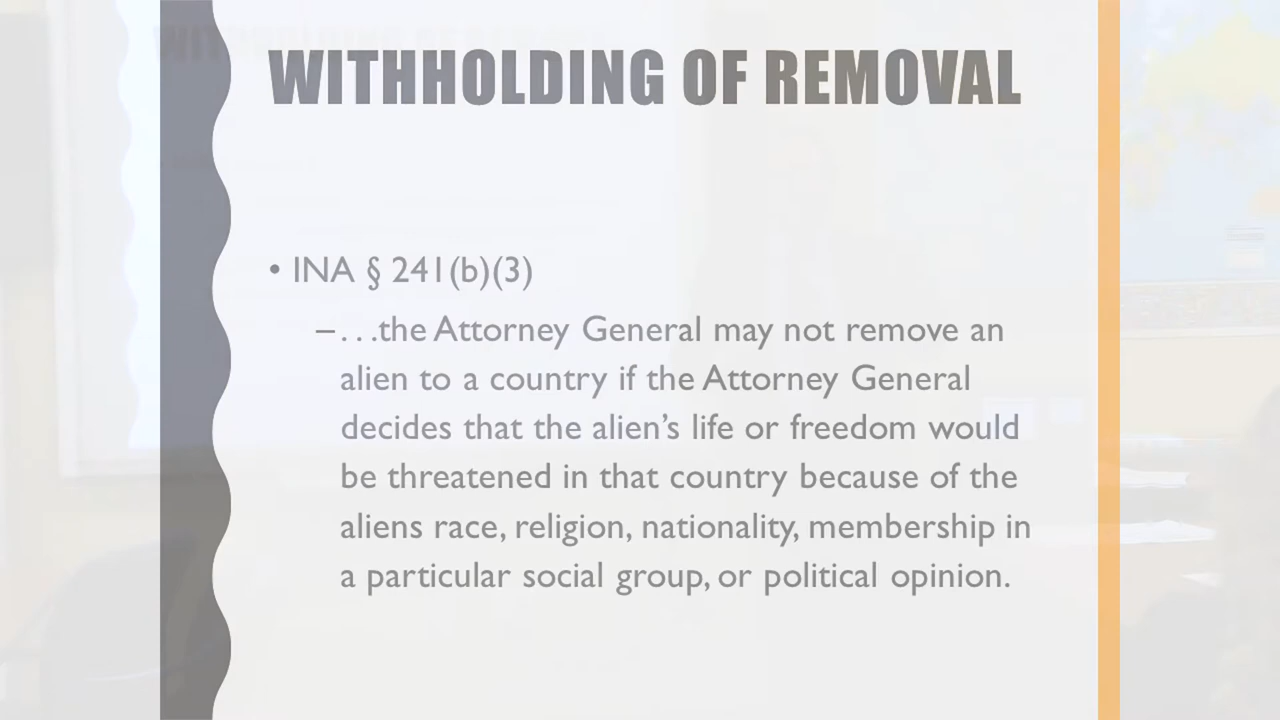 WITHHOLDING OF REMOVAL
• INA § 241(b)(3)
– . . .the Attorney General may not remove an
alien to a country if the Attorney General
decides that the alien’s life or freedom would
be threatened in that country because of the
aliens race, religion, nationality, membership in
a particular social group, or political opinion.